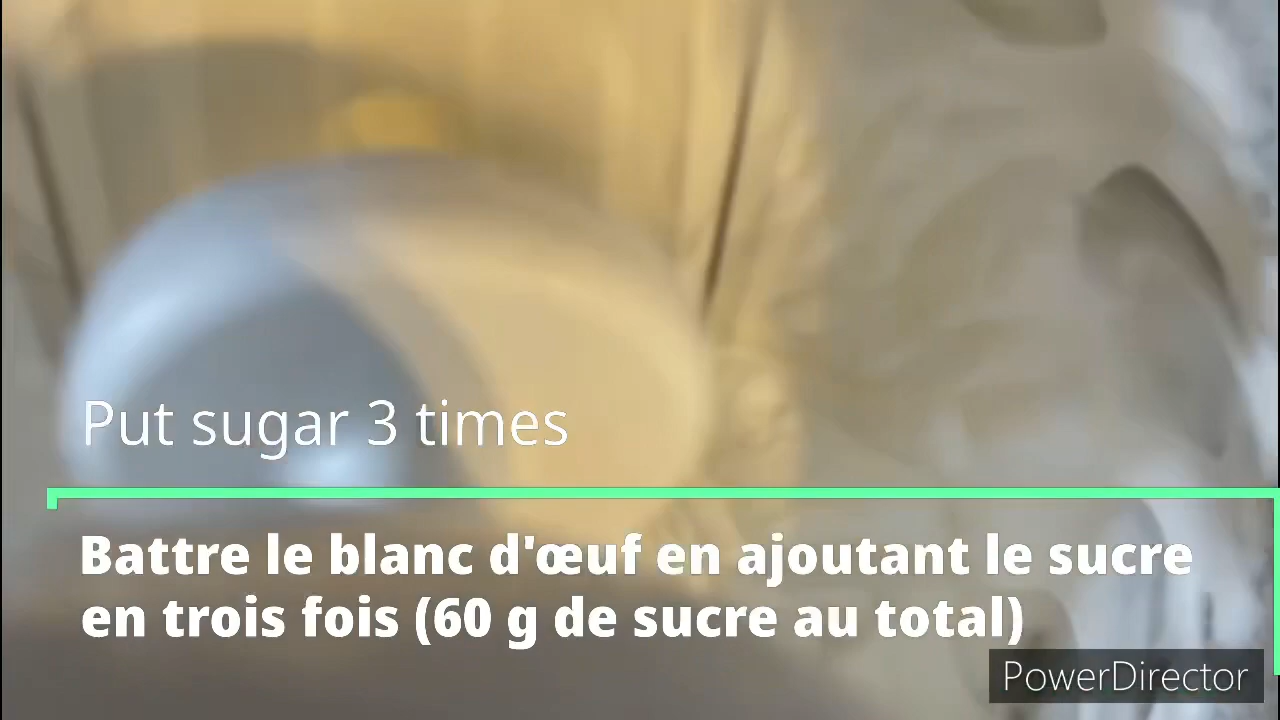 Put sugar 3 times
Battre le blanc d'œuf en ajoutant le sucre
en trois fois (60 g de sucre au total)
PowerDirector